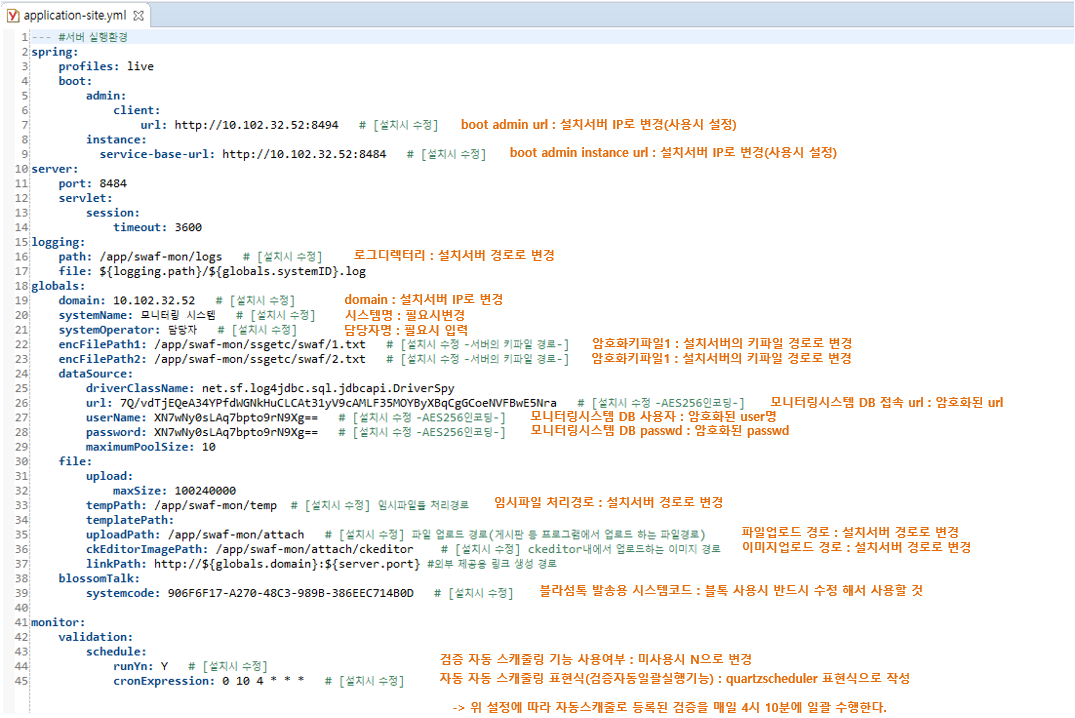 application-site.yml
1 --- #서버 실행환경
2 spring:
3 profiles: live
4 boot:
5 admin:
6 client:
7 url: http://10.102.32.52:8494 # [설치시 수정] boot admin url : 설치서버 IP로 변경(사용시 설정)
8 instance:
9 service-base-url: http://10.102.32.52:8484 # [설치시 수정] boot admin instance url : 설치서버 IP로 변경(사용시 설정)
10 server:
11 port: 8484
12 servlet:
13 session:
14 timeout: 3600
15 logging:
16 path: /app/swaf-mon/logs # [설치시 수정] 로그디렉터리 : 설치서버 경로로 변경
17 file: ${logging.path}/${globals.systemID}.log
18 globals:
19 domain: 10.102.32.52 # [설치시 수정] domain : 설치서버 IP로 변경
20 systemName: 모니터링 시스템 # [설치시 수정] 시스템명 : 필요시변경
21 systemOperator: 담당자 # [설치시 수정] 담당자명 : 필요시 입력
22 encFilePath1: /app/swaf-mon/ssgetc/swaf/1.txt # [설치시 수정 -서버의 키파일 경로-] 암호화키파일1 : 설치서버의 키파일 경로로 변경
23 encFilePath2: /app/swaf-mon/ssgetc/swaf/2.txt # [설치시 수정 -서버의 키파일 경로-] 암호화키파일1 : 설치서버의 키파일 경로로 변경
24 dataSource:
25 driverClassName: net.sf.log4jdbc.sql.jdbcapi.DriverSpy
26 url: 7Q/vdTjEQeA34YPfdWGNkHuCLCAt31yV9cAMLF35MOYByXBqCgGCoeNVFBwE5Nra # [설치시 수정 -AES256인코딩-] 모니터링시스템 DB 접속 url : 암호화된 url
27 userName: XN7wNy0sLAq7bpto9rN9Xg== # [설치시 수정 -AES256인코딩-] 모니터링시스템 DB 사용자 : 암호화된 user명
28 password: XN7wNy0sLAq7bpto9rN9Xg== # [설치시 수정 -AES256인코딩-] 모니터링시스템 DB passwd : 암호화된 passwd
29 maximumPoolSize: 10
30 file:
31 upload:
32 maxSize: 100240000
33 tempPath: /app/swaf-mon/temp # [설치시 수정] 임시파일들 처리경로 임시파일 처리경로 : 설치서버 경로로 변경
34 templatePath:
35 uploadPath: /app/swaf-mon/attach # [설치시 수정] 파일 업로드 경로(게시판 등 프로그램에서 업로드 하는 파일경로) 파일업로드 경로 : 설치서버 경로로 변경
36 ckEditorImagePath: /app/swaf-mon/attach/ckeditor # [설치시 수정] ckeditor내에서 업로드하는 이미지 경로 이미지업로드 경로 : 설치서버 경로로 변경
37 linkPath: http://${globals.domain}:${server.port} #외부 제공용 링크 생성 경로
38 blossomTalk:
39 systemcode: 906F6F17-A270-48C3-989B-386EEC714B0D # [설치시 수정] 블라섬톡 발송용 시스템코드 : 블톡 사용시 반드시 수정 해서 사용할 것
40
41 monitor:
42 validation:
43 schedule:
44 runYn: Y # [설치시 수정] 검증 자동 스캐줄링 기능 사용여부 : 미사용시 N으로 변경
45 cronExpression: 0 10 4 * * * # [설치시 수정] 자동 자동 스캐줄링 표현식(검증자동일괄실행기능) : quartzscheduler 표현식으로 작성
-> 위 설정에 따라 자동스캐줄로 등록된 검증을 매일 4시 10분에 일괄 수행한다.